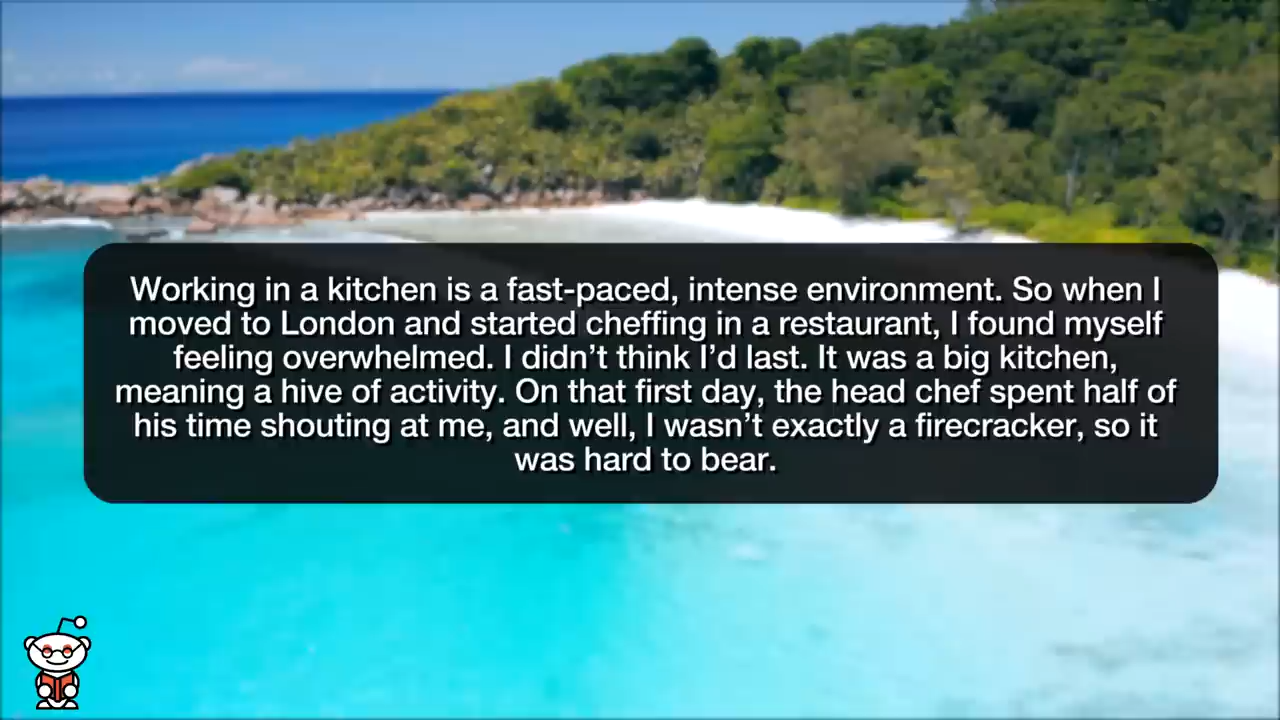 Working in a kitchen is a fast-paced, intense environment. So when I
moved to London and started cheffing in a restaurant, I found myself
feeling overwhelmed. I didn’t think I’d last. It was a big kitchen,
meaning a hive of activity. On that first day, the head chef spent half of
his time shouting at me, and well, I wasn’t exactly a firecracker, so it
was hard to bear.